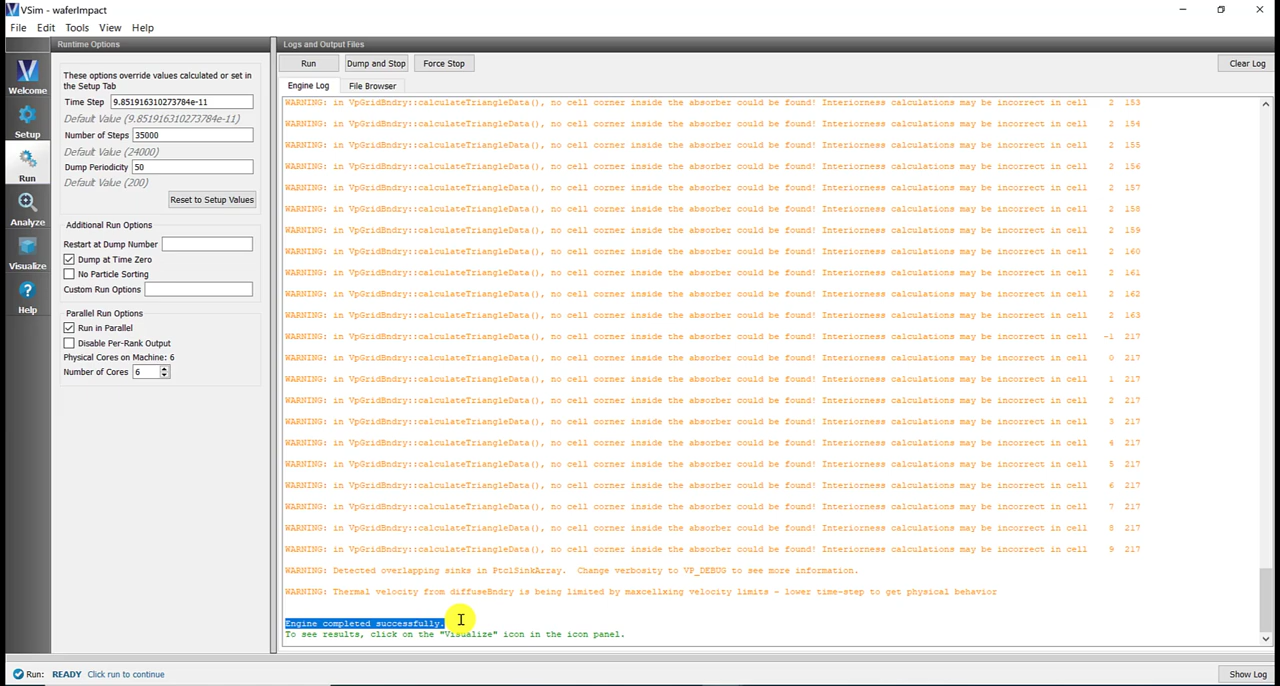 VSim - waferImpact
File Edit Tools View Help
Runtime Options
Logs and Output Files
Welcome
Setup
Run
Analyze
Visualize
Help
These options override values calculated or set in
the Setup Tab
Time Step 9.851916310273784e-11
Default Value (9.851916310273784e-11)
Number of Steps 35000
Default Value (24000)
Dump Periodicity 50
Default Value (200)
Reset to Setup Values
Additional Run Options
Restart at Dump Number
Dump at Time Zero
No Particle Sorting
Custom Run Options
Parallel Run Options
Run in Parallel
Disable Per-Rank Output
Physical Cores on Machine: 6
Number of Cores 6
Run Dump and Stop Force Stop Clear Log
Engine Log File Browser
WARNING: in VpGridBndry::calculateTriangleData(), no cell corner inside the absorber could be found! Interiorness calculations may be incorrect in cell 2 153
WARNING: in VpGridBndry::calculateTriangleData(), no cell corner inside the absorber could be found! Interiorness calculations may be incorrect in cell 2 154
WARNING: in VpGridBndry::calculateTriangleData(), no cell corner inside the absorber could be found! Interiorness calculations may be incorrect in cell 2 155
WARNING: in VpGridBndry::calculateTriangleData(), no cell corner inside the absorber could be found! Interiorness calculations may be incorrect in cell 2 156
WARNING: in VpGridBndry::calculateTriangleData(), no cell corner inside the absorber could be found! Interiorness calculations may be incorrect in cell 2 157
WARNING: in VpGridBndry::calculateTriangleData(), no cell corner inside the absorber could be found! Interiorness calculations may be incorrect in cell 2 158
WARNING: in VpGridBndry::calculateTriangleData(), no cell corner inside the absorber could be found! Interiorness calculations may be incorrect in cell 2 159
WARNING: in VpGridBndry::calculateTriangleData(), no cell corner inside the absorber could be found! Interiorness calculations may be incorrect in cell 2 160
WARNING: in VpGridBndry::calculateTriangleData(), no cell corner inside the absorber could be found! Interiorness calculations may be incorrect in cell 2 161
WARNING: in VpGridBndry::calculateTriangleData(), no cell corner inside the absorber could be found! Interiorness calculations may be incorrect in cell 2 162
WARNING: in VpGridBndry::calculateTriangleData(), no cell corner inside the absorber could be found! Interiorness calculations may be incorrect in cell 2 163
WARNING: in VpGridBndry::calculateTriangleData(), no cell corner inside the absorber could be found! Interiorness calculations may be incorrect in cell -1 217
WARNING: in VpGridBndry::calculateTriangleData(), no cell corner inside the absorber could be found! Interiorness calculations may be incorrect in cell 0 217
WARNING: in VpGridBndry::calculateTriangleData(), no cell corner inside the absorber could be found! Interiorness calculations may be incorrect in cell 1 217
WARNING: in VpGridBndry::calculateTriangleData(), no cell corner inside the absorber could be found! Interiorness calculations may be incorrect in cell 2 217
WARNING: in VpGridBndry::calculateTriangleData(), no cell corner inside the absorber could be found! Interiorness calculations may be incorrect in cell 3 217
WARNING: in VpGridBndry::calculateTriangleData(), no cell corner inside the absorber could be found! Interiorness calculations may be incorrect in cell 4 217
WARNING: in VpGridBndry::calculateTriangleData(), no cell corner inside the absorber could be found! Interiorness calculations may be incorrect in cell 5 217
WARNING: in VpGridBndry::calculateTriangleData(), no cell corner inside the absorber could be found! Interiorness calculations may be incorrect in cell 6 217
WARNING: in VpGridBndry::calculateTriangleData(), no cell corner inside the absorber could be found! Interiorness calculations may be incorrect in cell 7 217
WARNING: in VpGridBndry::calculateTriangleData(), no cell corner inside the absorber could be found! Interiorness calculations may be incorrect in cell 8 217
WARNING: in VpGridBndry::calculateTriangleData(), no cell corner inside the absorber could be found! Interiorness calculations may be incorrect in cell 9 217
WARNING: Detected overlapping sinks in PtclSinkArray. Change verbosity to VP_DEBUG to see more information.
WARNING: Thermal velocity from diffuseBndry is being limited by maxcellxing velocity limits - lower time-step to get physical behavior
Engine completed successfully.
To see results, click on the "Visualize" icon in the icon panel.
Run: READY Click run to continue
Show Log